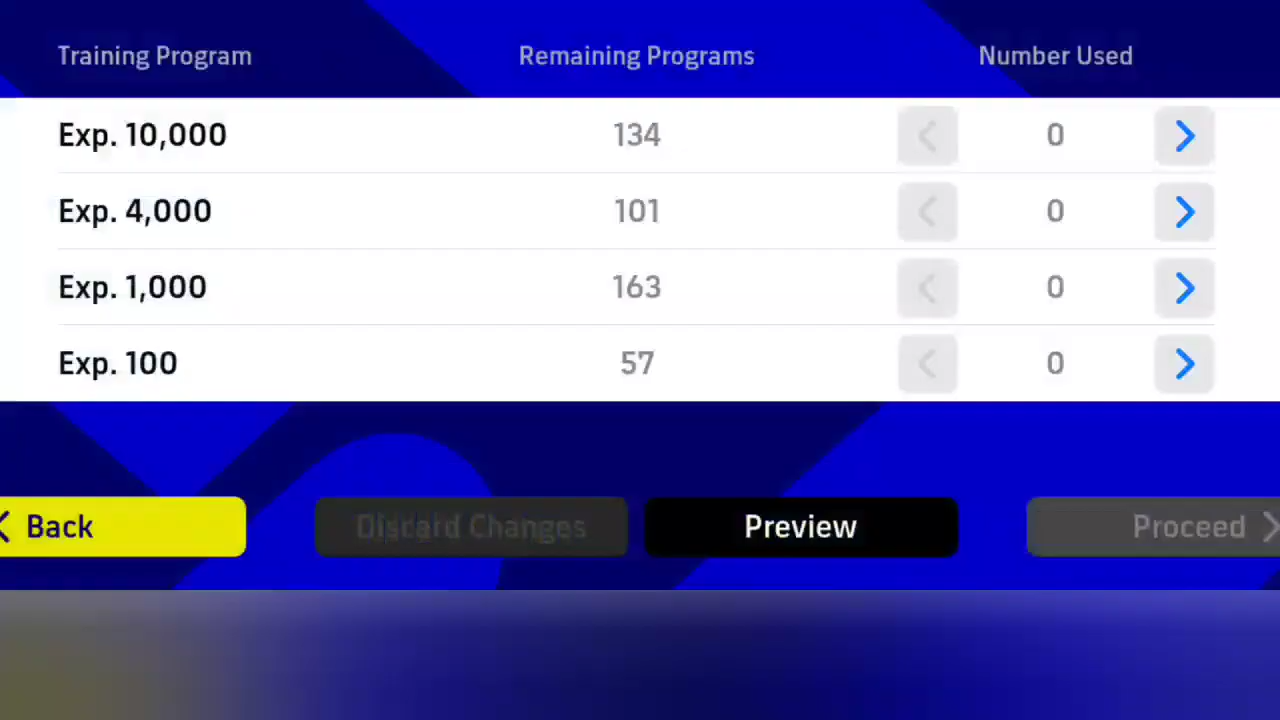 Training Program Remaining Programs Number Used
Exp. 10,000 134 0
Exp. 4,000 101 0
Exp. 1,000 163 0
Exp. 100 57 0
Back Discard Changes Preview Proceed